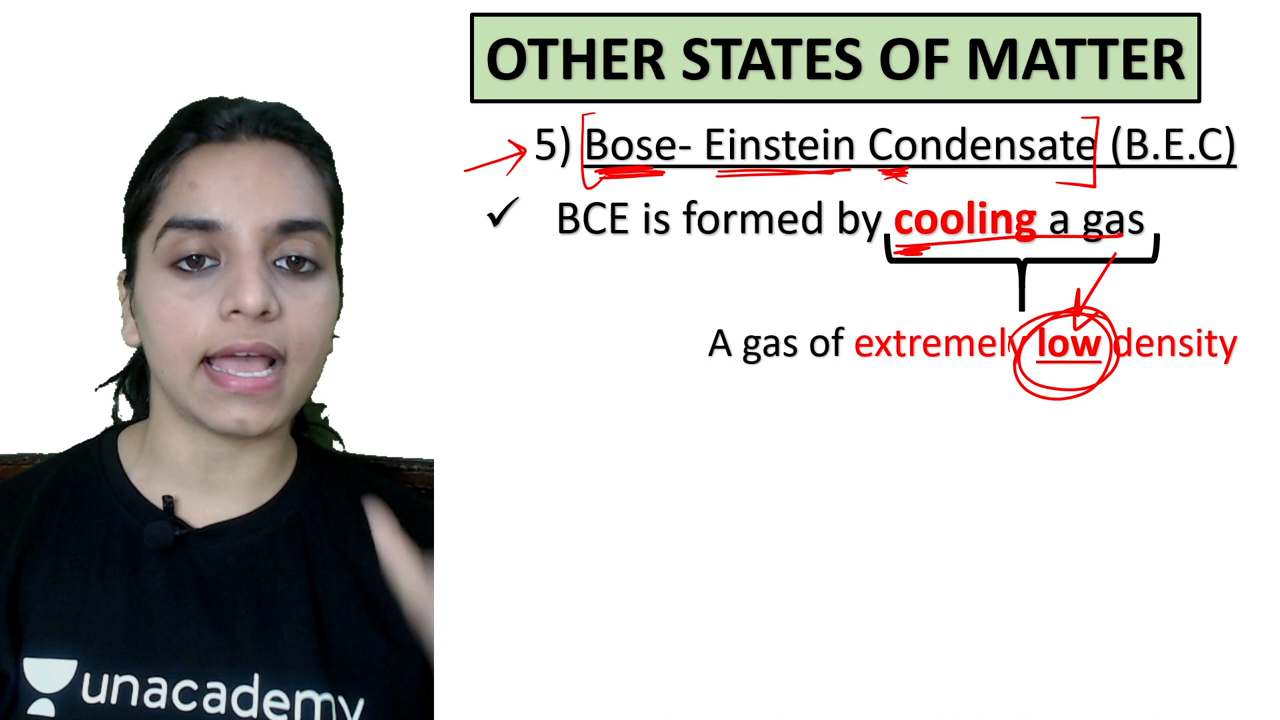 OTHER STATES OF MATTER
5) Bose- Einstein Condensate (B.E.C)
✓ BCE is formed by cooling a gas
A gas of extremely low density
unacademy